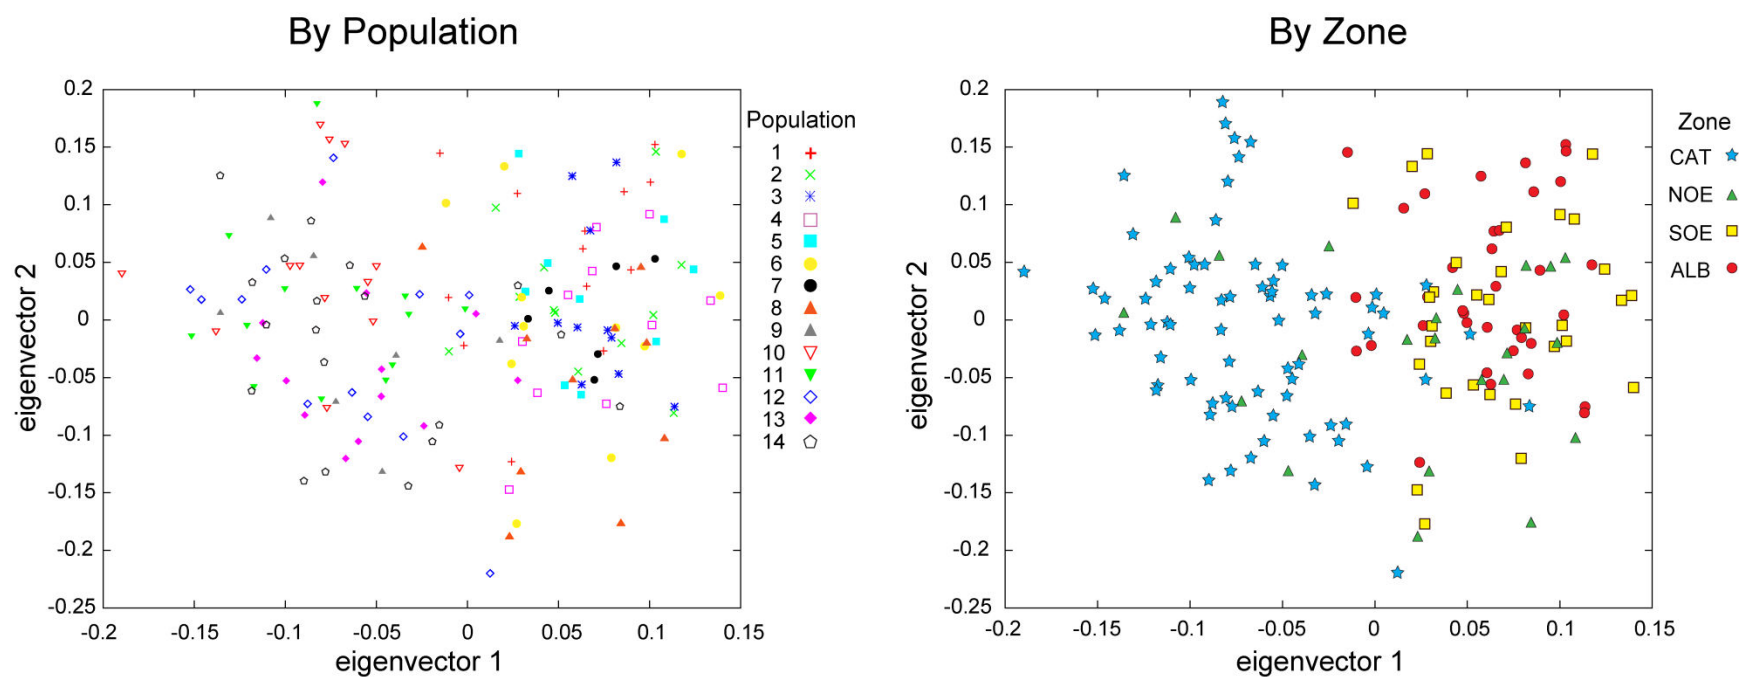 By Population
By Zone
0.2
0.15
0.1
0.05
0
-0.05
-0.1
-0.15
-0.2
-0.25
eigenvector 2
-0.2 -0.15 -0.1 -0.05 0 0.05 0.1 0.15
eigenvector 1
Population
1
2
3
4
5
6
7
8
9
10
11
12
13
14
0.2
0.15
0.1
0.05
0
-0.05
-0.1
-0.15
-0.2
-0.25
eigenvector 2
-0.2 -0.15 -0.1 -0.05 0 0.05 0.1 0.15
eigenvector 1
Zone
CAT
NOE
SOE
ALB